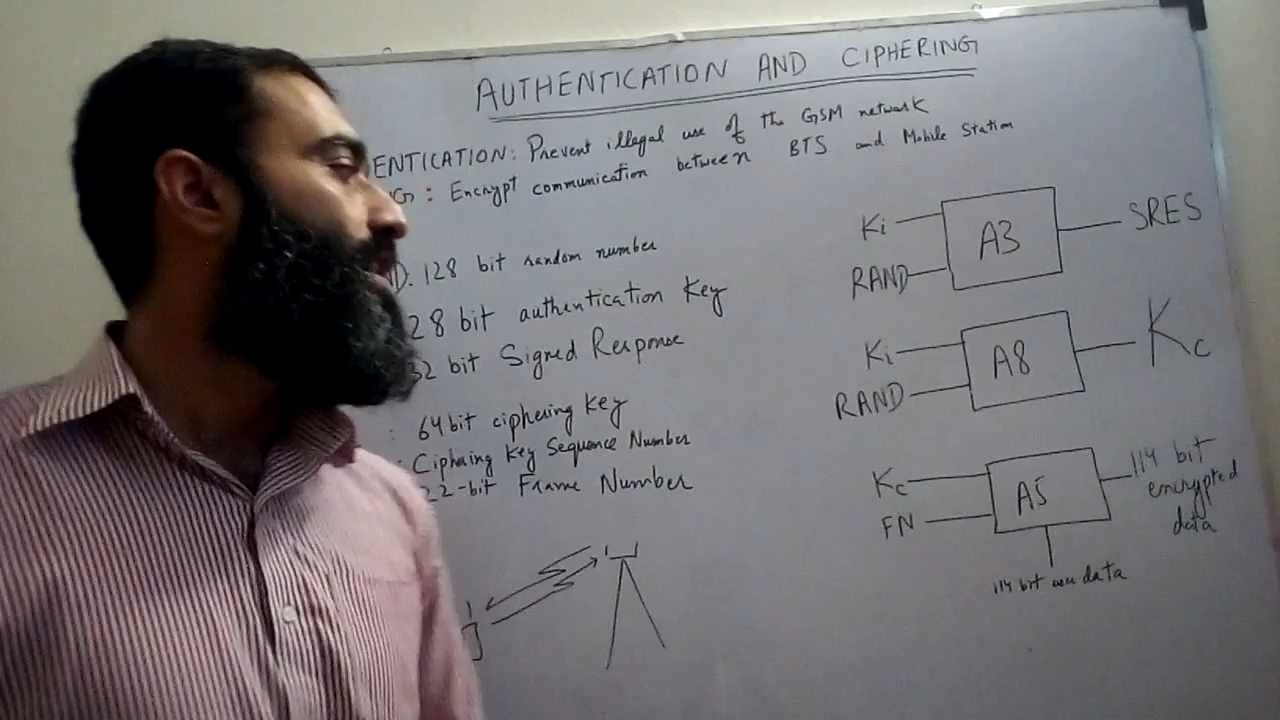 AUTHENTICATION AND CIPHERING
ENTICATION: Prevent illegal use of the GSM network
NG: Encrypt communication between BTS and Mobile Station
D. 128 bit random number
28 bit authentication Key
32 bit Signed Response
: 64 bit ciphering key
: Ciphering Key Sequence Number
22-bit Frame Number
Ki
RAND
A3
SRES
Ki
RAND
A8
Kc
Kc
FN
A5
114 bit
encrypted
data
114 bit user data